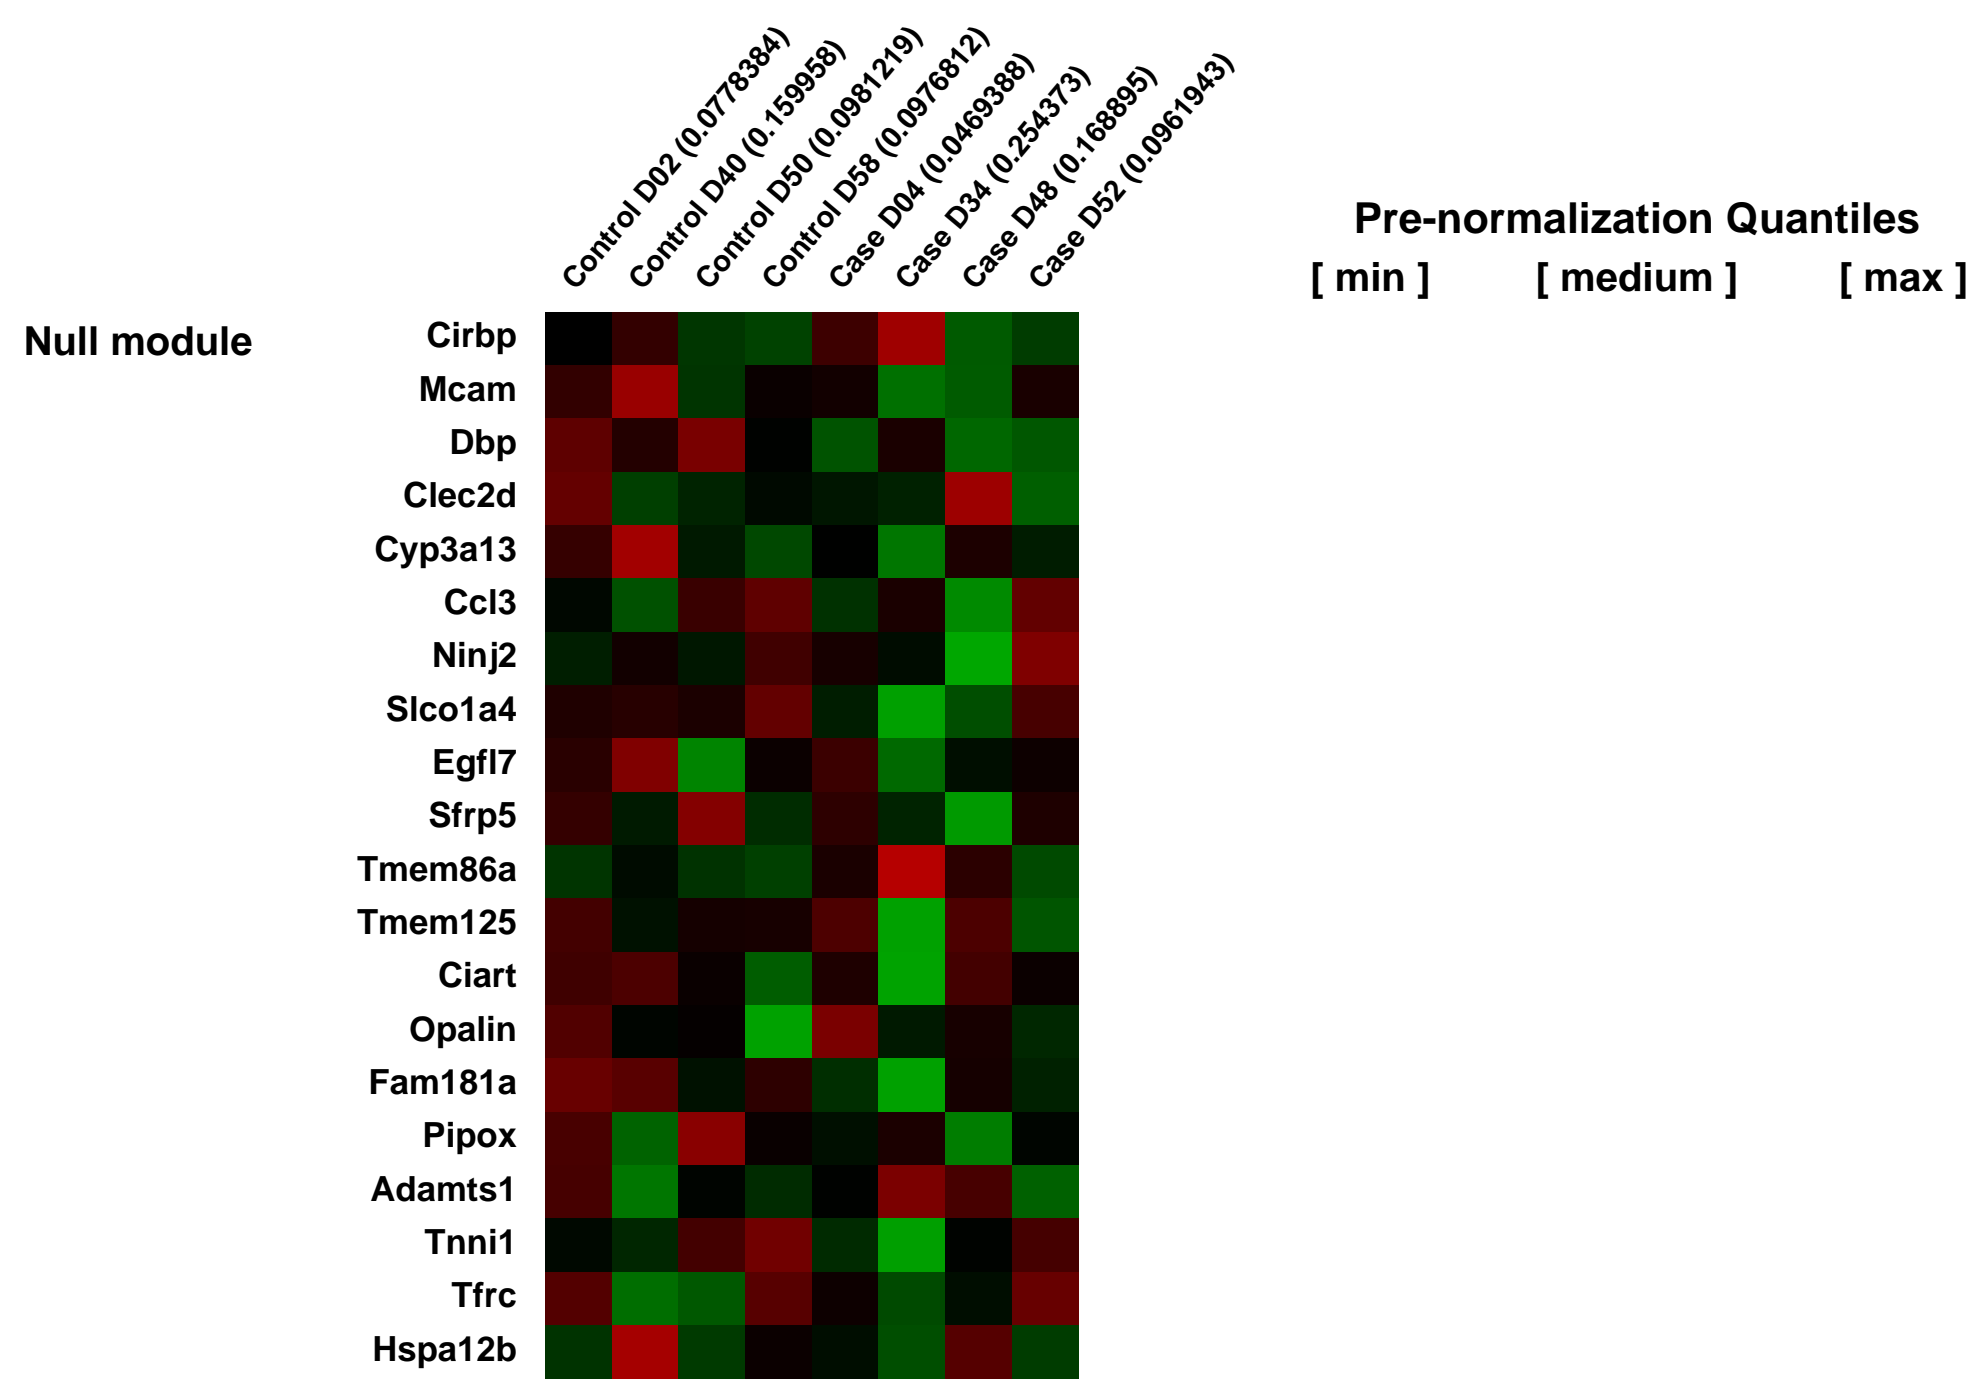 Control D02 (0.0778384)
Control D40 (0.159958)
Control D50 (0.0981219)
Control D58 (0.0976812)
Case D04 (0.0469388)
Case D34 (0.254373)
Case D48 (0.168895)
Case D52 (0.0961943)
Pre-normalization Quantiles
[ min ] [ medium ] [ max ]
Null module
Cirbp
Mcam
Dbp
Clec2d
Cyp3a13
Ccl3
Ninj2
Slco1a4
Egfl7
Sfrp5
Tmem86a
Tmem125
Ciart
Opalin
Fam181a
Pipox
Adamts1
Tnni1
Tfrc
Hspa12b